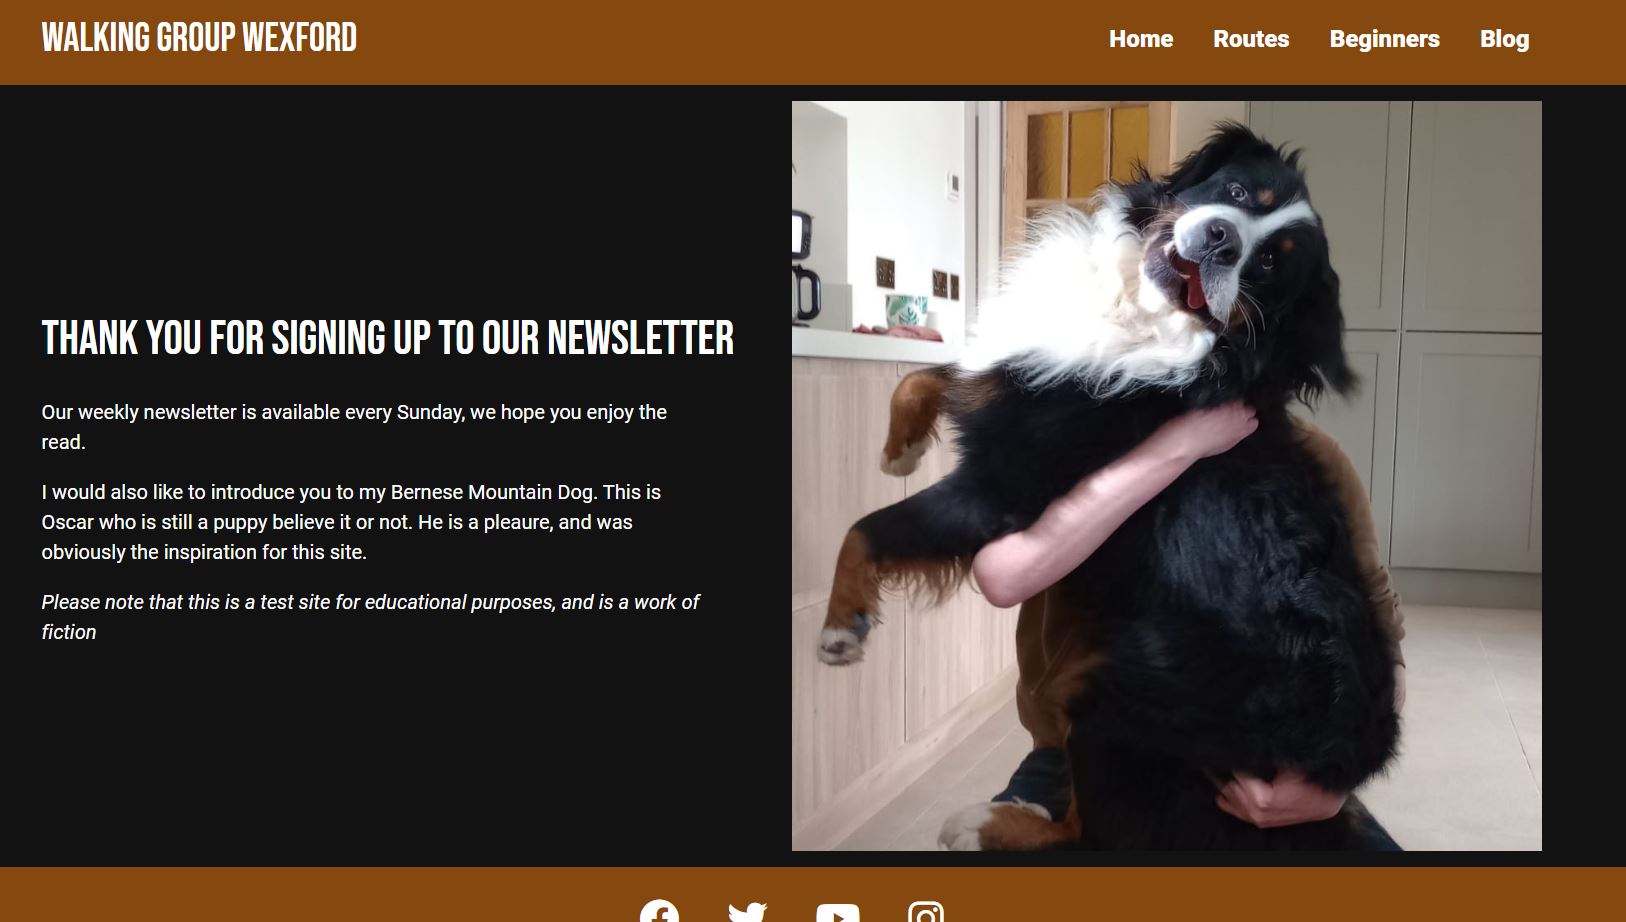 WALKING GROUP WEXFORD
Home Routes Beginners Blog
THANK YOU FOR SIGNING UP TO OUR NEWSLETTER
Our weekly newsletter is available every Sunday, we hope you enjoy the
read.
I would also like to introduce you to my Bernese Mountain Dog. This is
Oscar who is still a puppy believe it or not. He is a pleaure, and was
obviously the inspiration for this site.
Please note that this is a test site for educational purposes, and is a work of
fiction